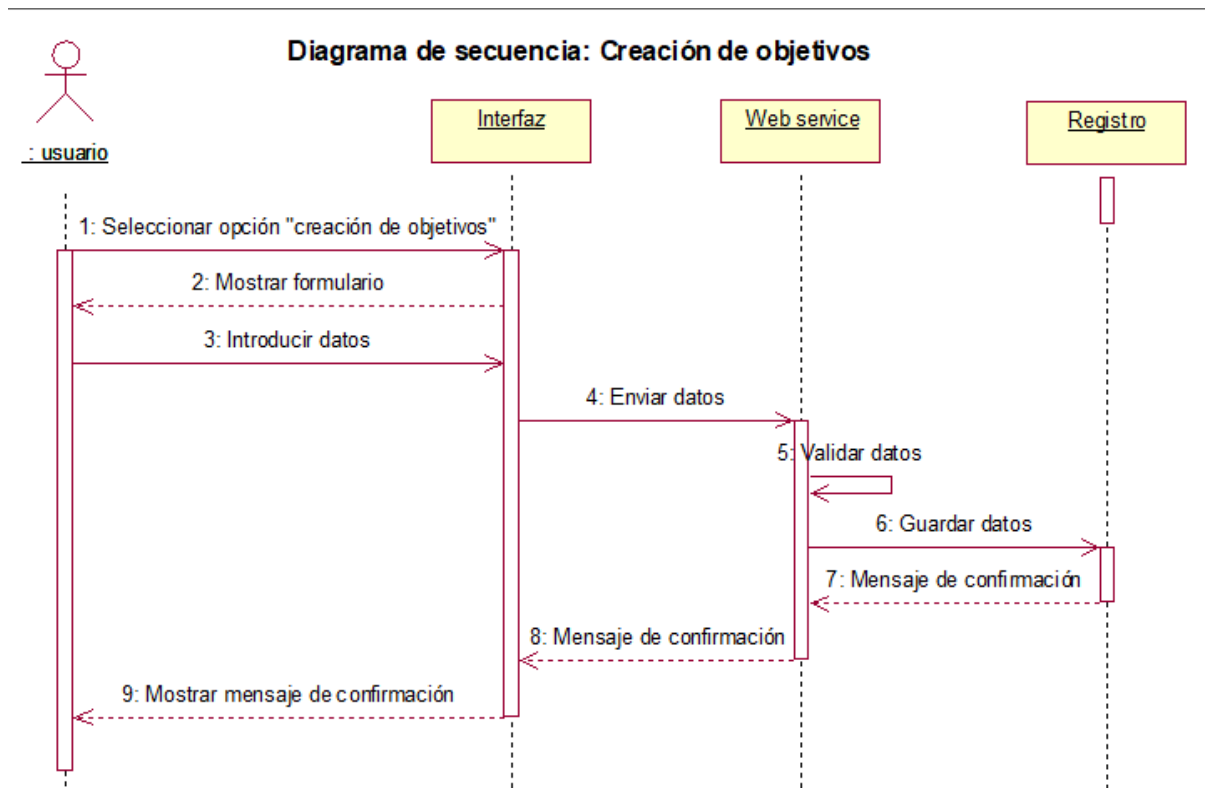 Diagrama de secuencia: Creación de objetivos
: usuario
Interfaz
Web service
Registro
1: Seleccionar opción "creación de objetivos"
2: Mostrar formulario
3: Introducir datos
4: Enviar datos
5: Validar datos
6: Guardar datos
7: Mensaje de confirmación
8: Mensaje de confirmación
9: Mostrar mensaje de confirmación